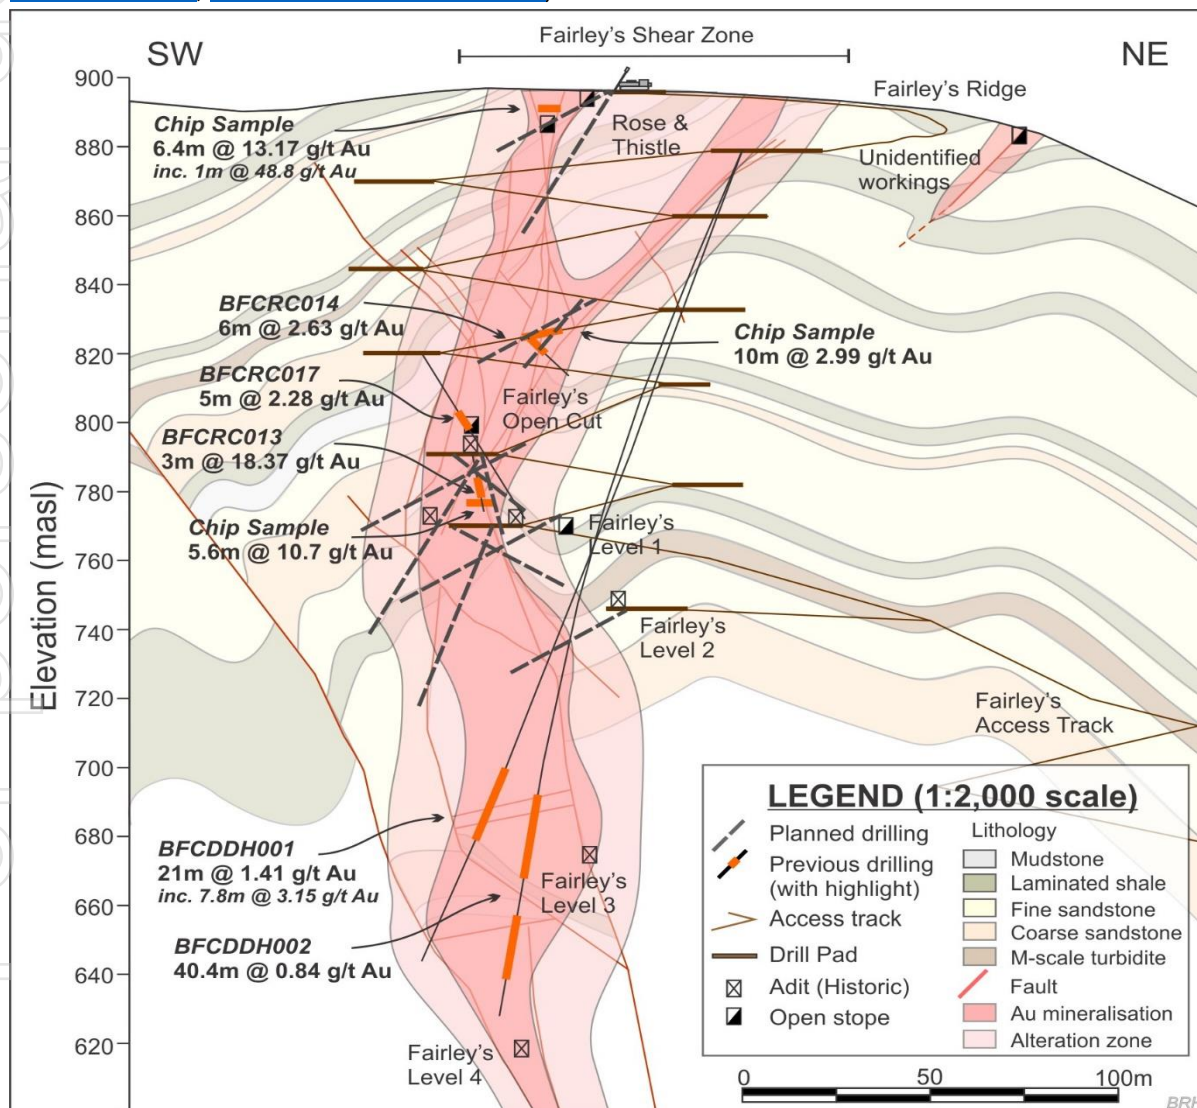 Fairley's Shear Zone
SW
NE
900
880
860
840
820
800
780
760
740
720
700
680
660
640
620
Elevation (masl)
Fairley's Ridge
Chip Sample
6.4m @ 13.17 g/t Au
inc. 1m @ 48.8 g/t Au
Rose &
Thistle
Unidentified
workings
BFCRC014
6m @ 2.63 g/t Au
Chip Sample
10m @ 2.99 g/t Au
BFCRC017
5m @ 2.28 g/t Au
Fairley's
Open Cut
BFCRC013
3m @ 18.37 g/t Au
Chip Sample
5.6m @ 10.7 g/t Au
Fairley's
Level 1
Fairley's
Level 2
Fairley's
Access Track
BFCDDH001
21m @ 1.41 g/t Au
inc. 7.8m @ 3.15 g/t Au
Fairley's
Level 3
BFCDDH002
40.4m @ 0.84 g/t Au
Fairley's
Level 4
LEGEND (1:2,000 scale)
Planned drilling
Previous drilling
(with highlight)
Access track
Drill Pad
Adit (Historic)
Open stope
Lithology
Mudstone
Laminated shale
Fine sandstone
Coarse sandstone
M-scale turbidite
Fault
Au mineralisation
Alteration zone
0 50 100m